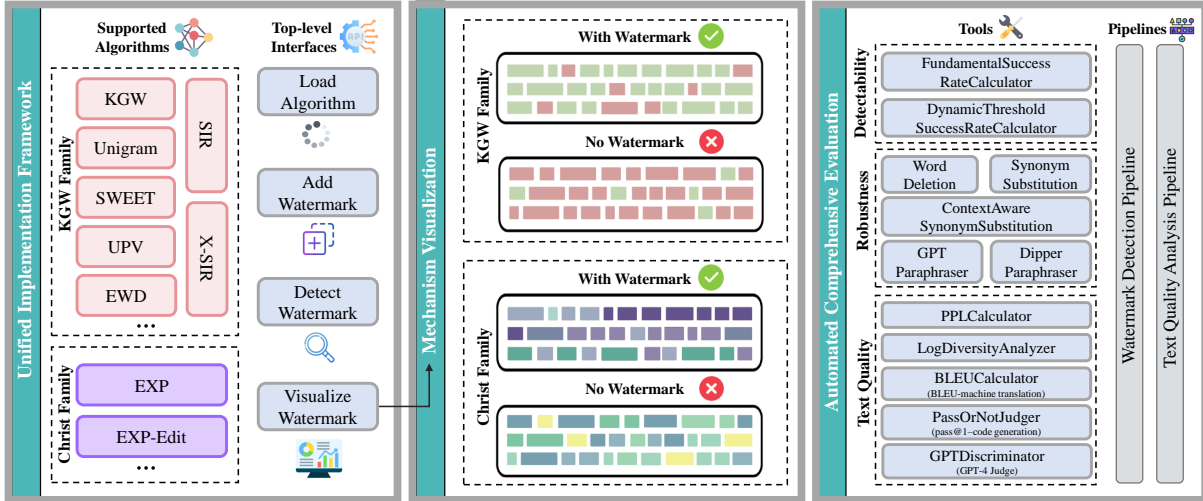 Unified Implementation Framework
Supported
Algorithms
KGW Family
KGW
Unigram
SWEET
UPV
EWD
SIR
X-SIR
...
Christ Family
EXP
EXP-Edit
...
Top-level
Interfaces
API
Load
Algorithm
Add
Watermark
Detect
Watermark
Visualize
Watermark
Mechanism Visualization
KGW Family
With Watermark
No Watermark
Christ Family
With Watermark
No Watermark
Automated Comprehensive Evaluation
Tools
Detectability
FundamentalSuccess
RateCalculator
DynamicThreshold
SuccessRateCalculator
Robustness
Word
Deletion
Synonym
Substitution
ContextAware
SynonymSubstitution
GPT
Paraphraser
Dipper
Paraphraser
Text Quality
PPLCalculator
LogDiversityAnalyzer
BLEUCalculator
(BLEU-machine translation)
PassOrNotJudger
(pass@1–code generation)
GPTDiscriminator
(GPT-4 Judge)
Pipelines
Watermark Detection Pipeline
Text Quality Analysis Pipeline